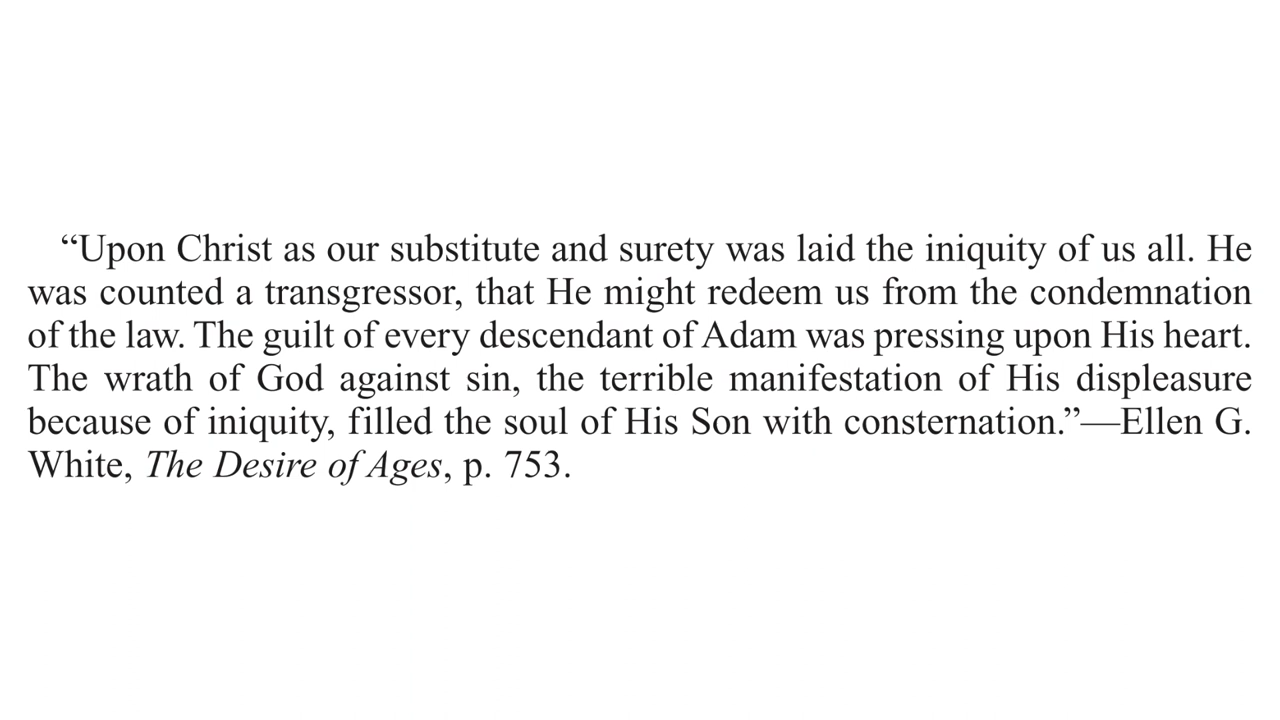 “Upon Christ as our substitute and surety was laid the iniquity of us all. He
was counted a transgressor, that He might redeem us from the condemnation
of the law. The guilt of every descendant of Adam was pressing upon His heart.
The wrath of God against sin, the terrible manifestation of His displeasure
because of iniquity, filled the soul of His Son with consternation.”—Ellen G.
White, The Desire of Ages, p. 753.